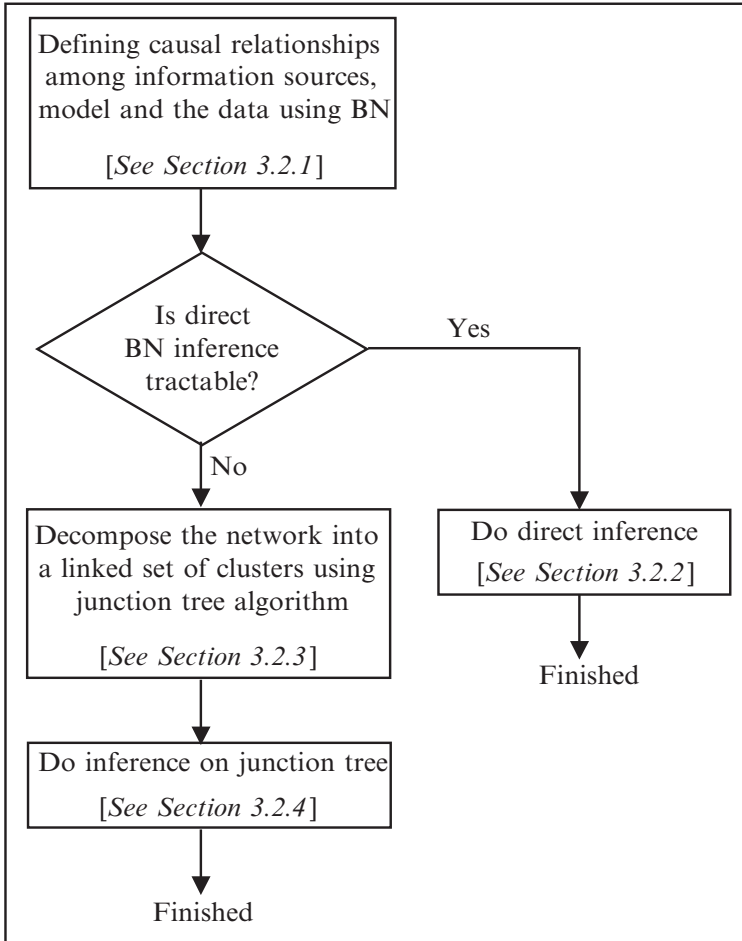 Defining causal relationships
among information sources,
model and the data using BN
[See Section 3.2.1]
Is direct
BN inference
tractable?
Yes
No
Decompose the network into
a linked set of clusters using
junction tree algorithm
[See Section 3.2.3]
Do direct inference
[See Section 3.2.2]
Finished
Do inference on junction tree
[See Section 3.2.4]
Finished